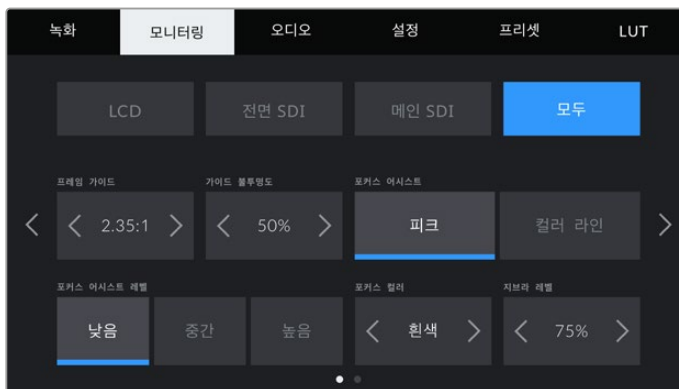 녹화 모니터링 오디오 설정 프리셋 LUT
LCD 전면 SDI 메인 SDI 모두
프레임 가이드 가이드 불투명도 포커스 어시스트
2.35:1 50% 피크 컬러 라인
포커스 어시스트 레벨 포커스 컬러 지브라 레벨
낮음 중간 높음 흰색 75%